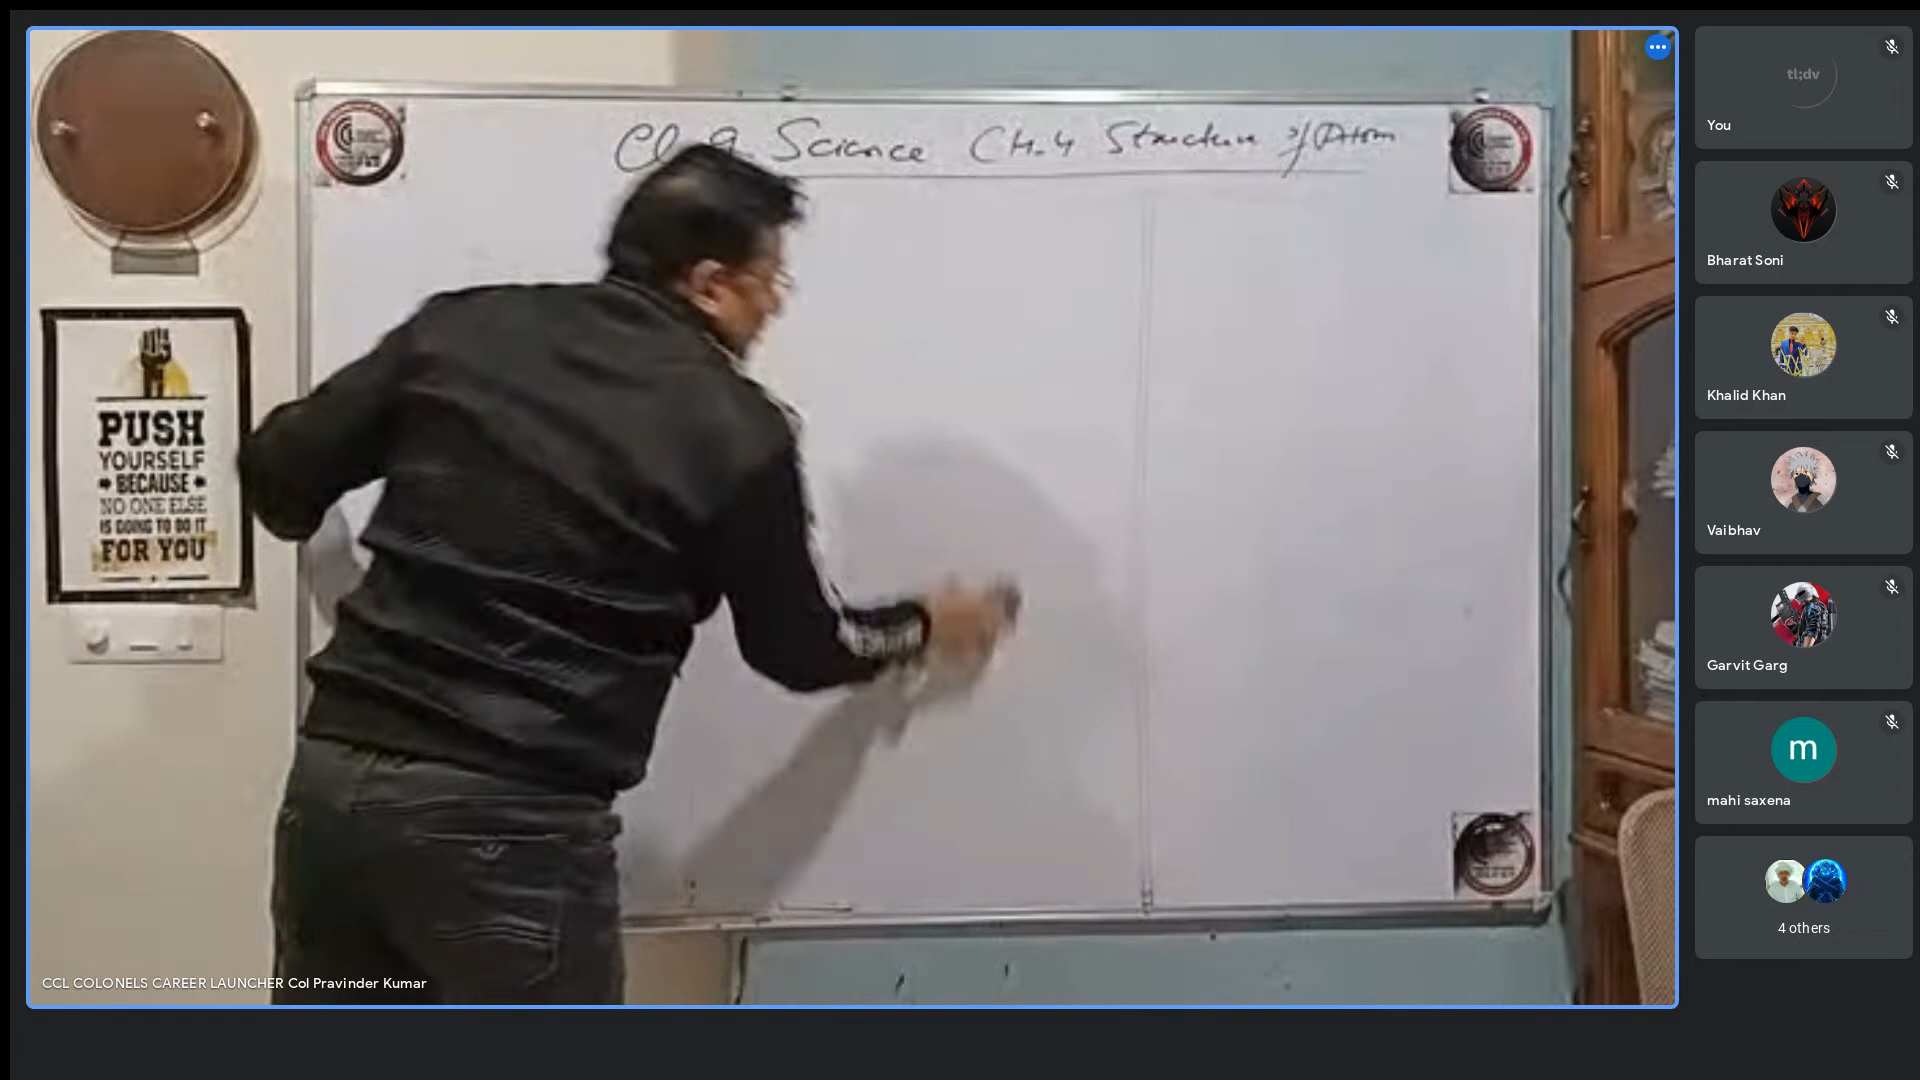 Cl 9 Science Ch.4 Structure of Atom
PUSH
YOURSELF
BECAUSE
NO ONE ELSE
IS GOING TO DO IT
FOR YOU
CCL COLONELS CAREER LAUNCHER Col Pravinder Kumar
tl;dv
You
Bharat Soni
Khalid Khan
Vaibhav
Garvit Garg
m
mahi saxena
4 others